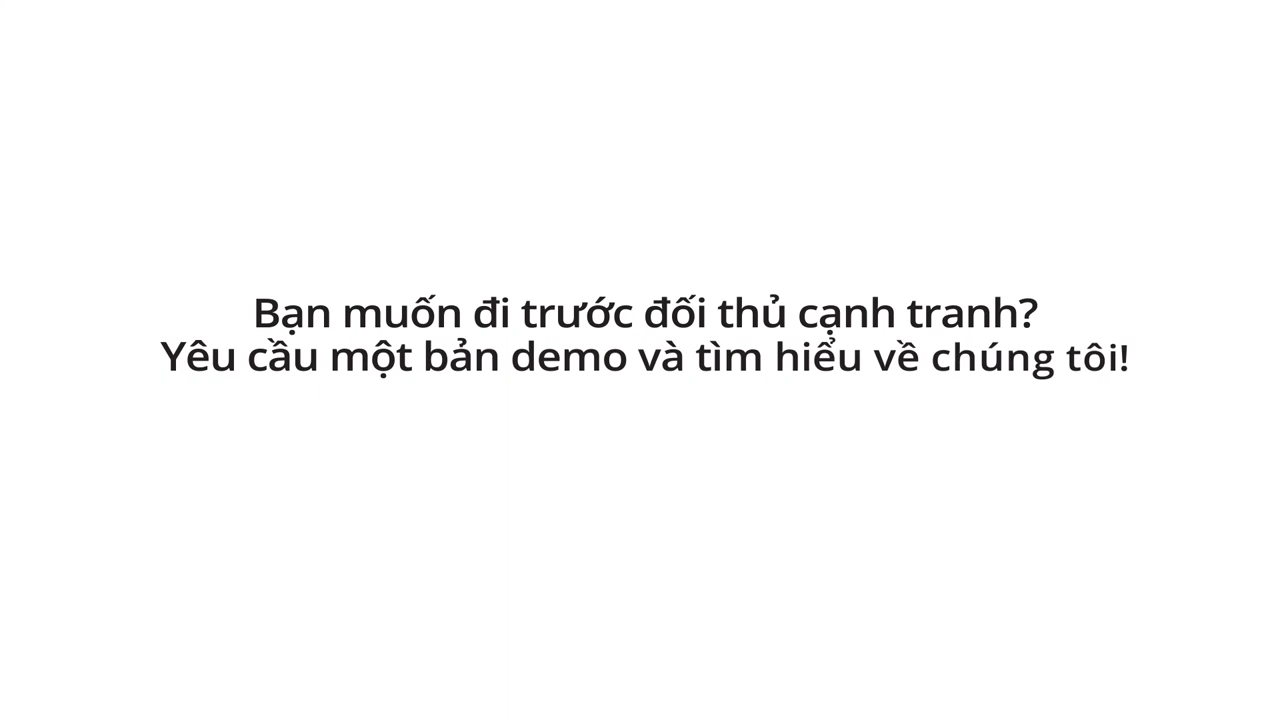 Bạn muốn đi trước đối thủ cạnh tranh?
Yêu cầu một bản demo và tìm hiểu về chúng tôi!